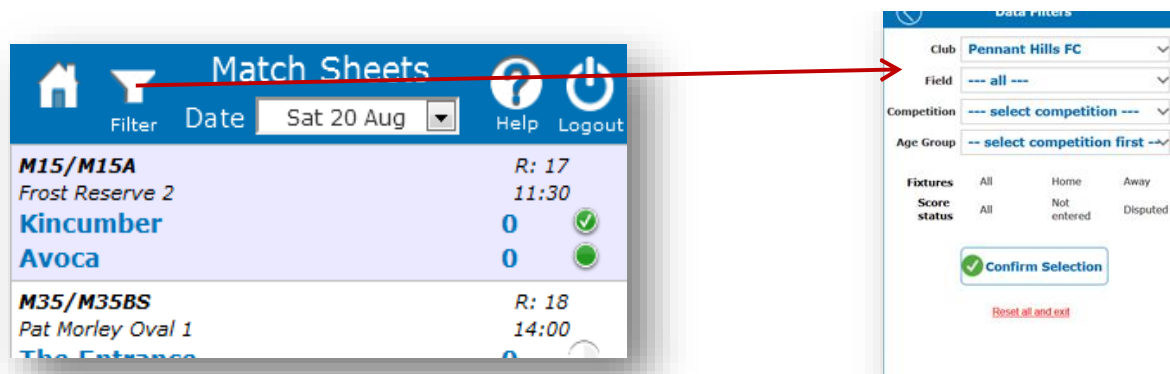 Match Sheets
Filter Date Sat 20 Aug Help Logout
M15/M15A R: 17
Frost Reserve 2 11:30
Kincumber 0
Avoca 0
M35/M35BS R: 18
Pat Morley Oval 1 14:00
The Entrance 0
Data Filters
Club Pennant Hills FC
Field --- all ---
Competition --- select competition ---
Age Group -- select competition first --
Fixtures All Home Away
Score status All Not entered Disputed
Confirm Selection
Reset all and exit